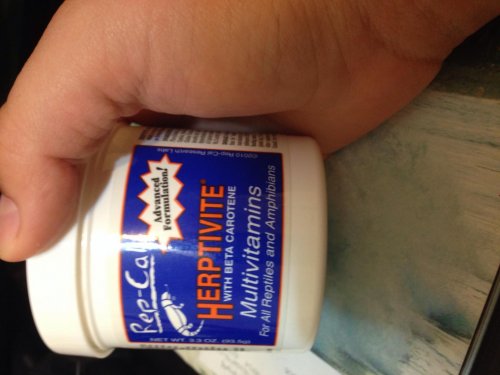 Rep-Cal
Advanced
Formulation!
HERPTIVITE
WITH BETA CAROTENE
Multivitamins
For All Reptiles and Amphibians
NET WT 3.3 OZ. (93.5g)
©2010 Rep-Cal Research Labs